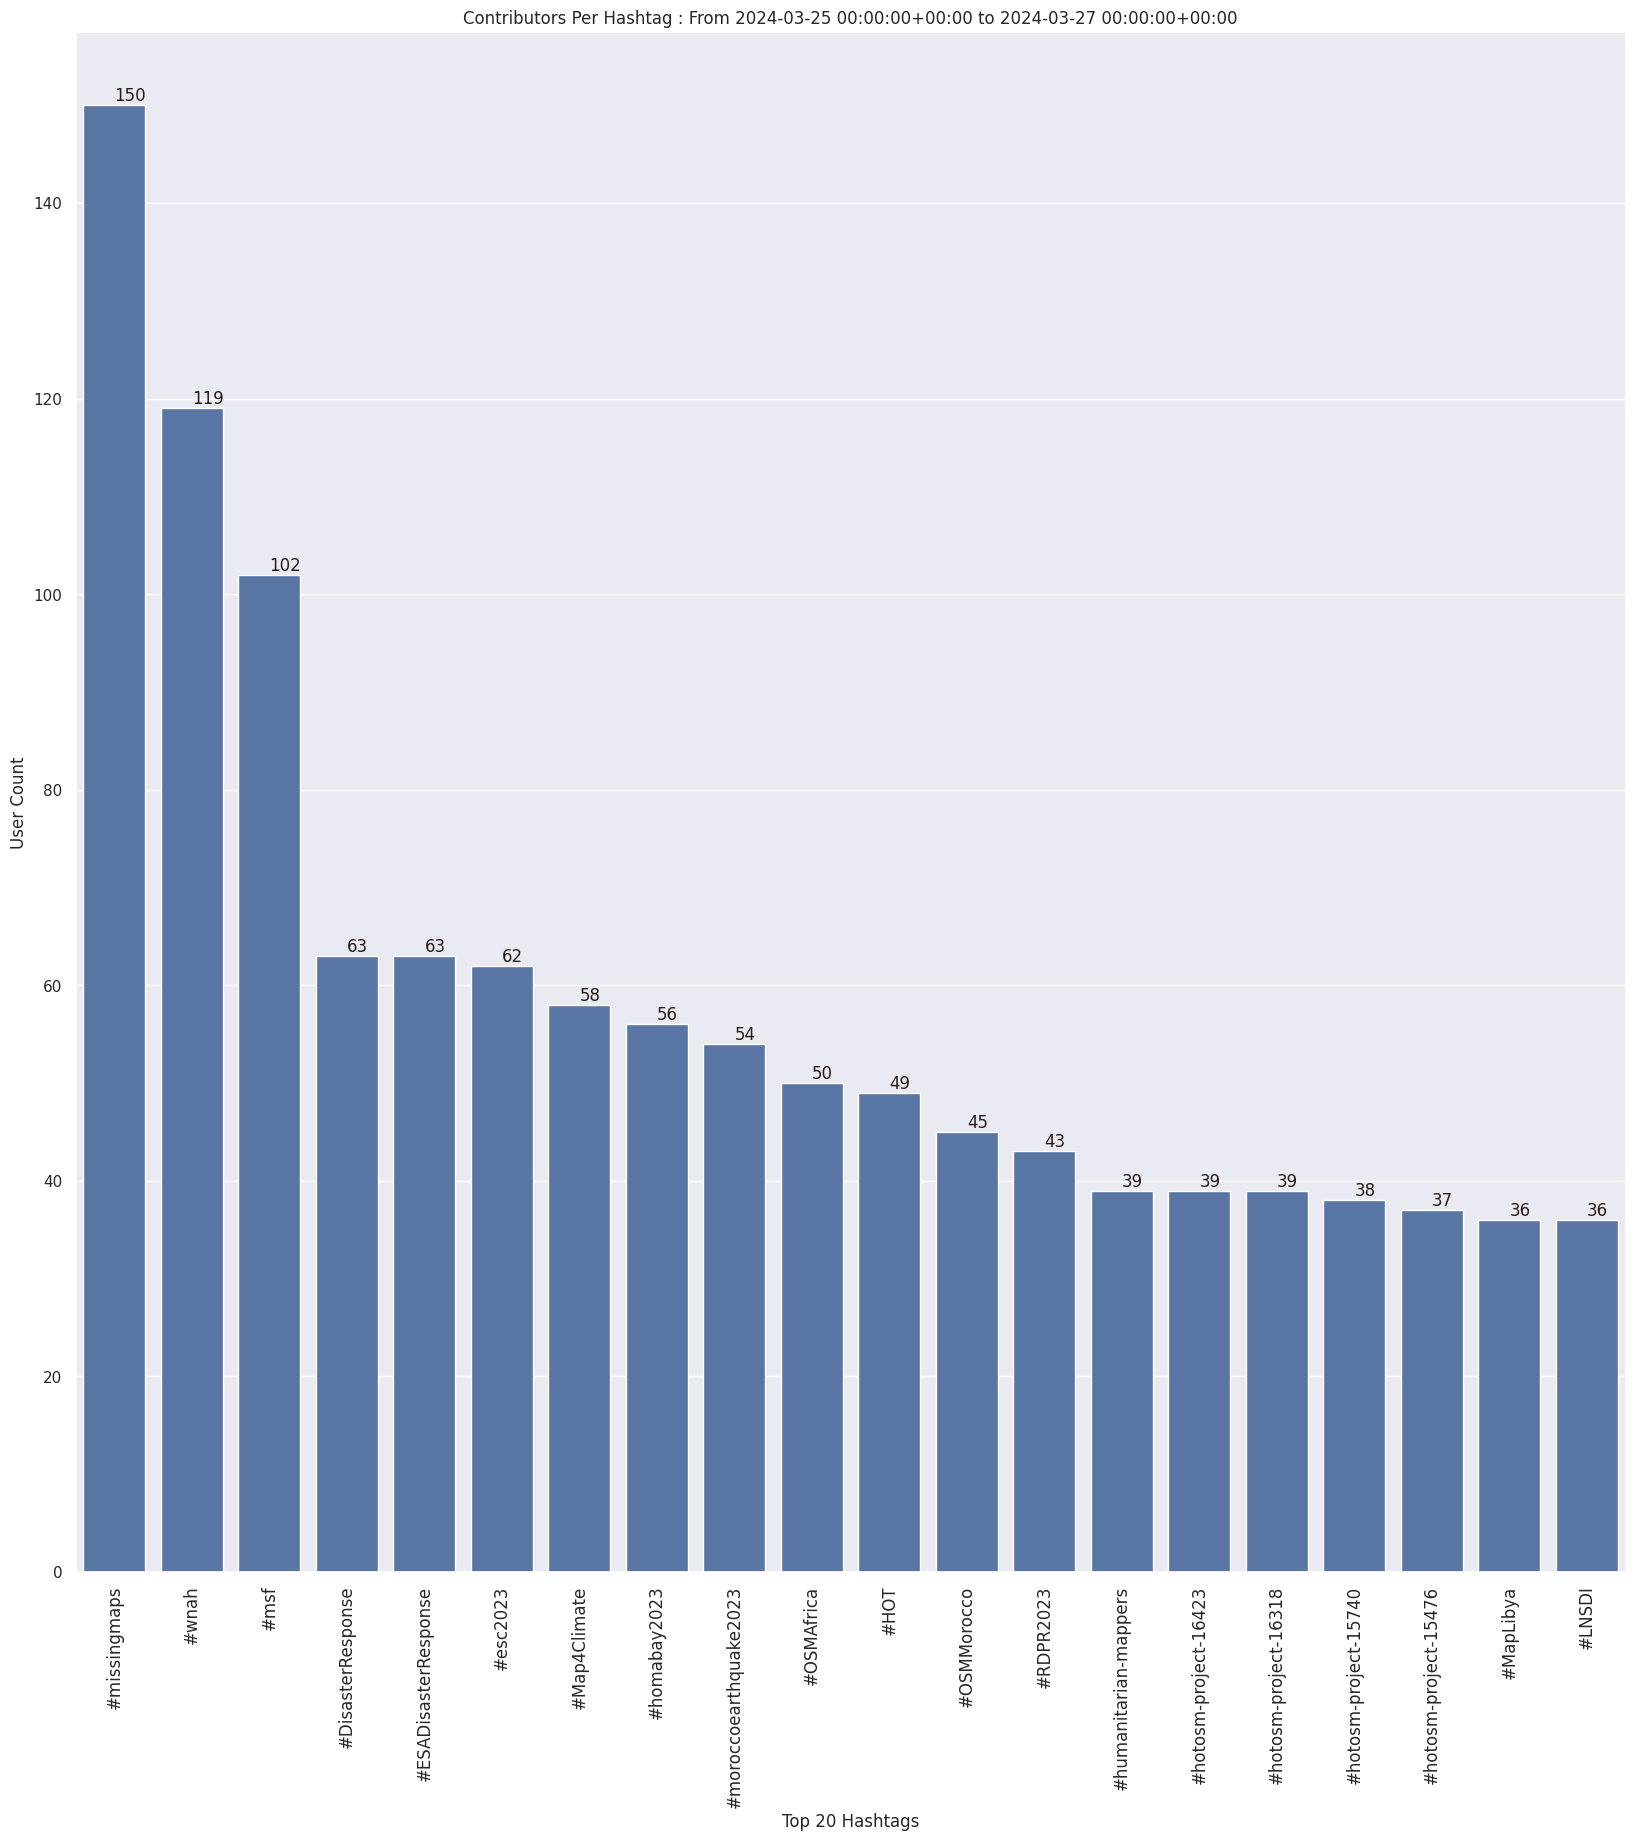 Contributors Per Hashtag : From 2024-03-25 00:00:00+00:00 to 2024-03-27 00:00:00+00:00
User Count
140
120
100
80
60
40
20
0
150
119
102
63
63
62
58
56
54
50
49
45
43
39
39
39
38
37
36
36
#missingmaps
#wnah
#msf
#DisasterResponse
#ESADisasterResponse
#esc2023
#Map4Climate
#homabay2023
#moroccoearthquake2023
#OSMAfrica
#HOT
#OSMMorocco
#RDPR2023
#humanitarian-mappers
#hotosm-project-16423
#hotosm-project-16318
#hotosm-project-15740
#hotosm-project-15476
#MapLibya
#LNSDI
Top 20 Hashtags